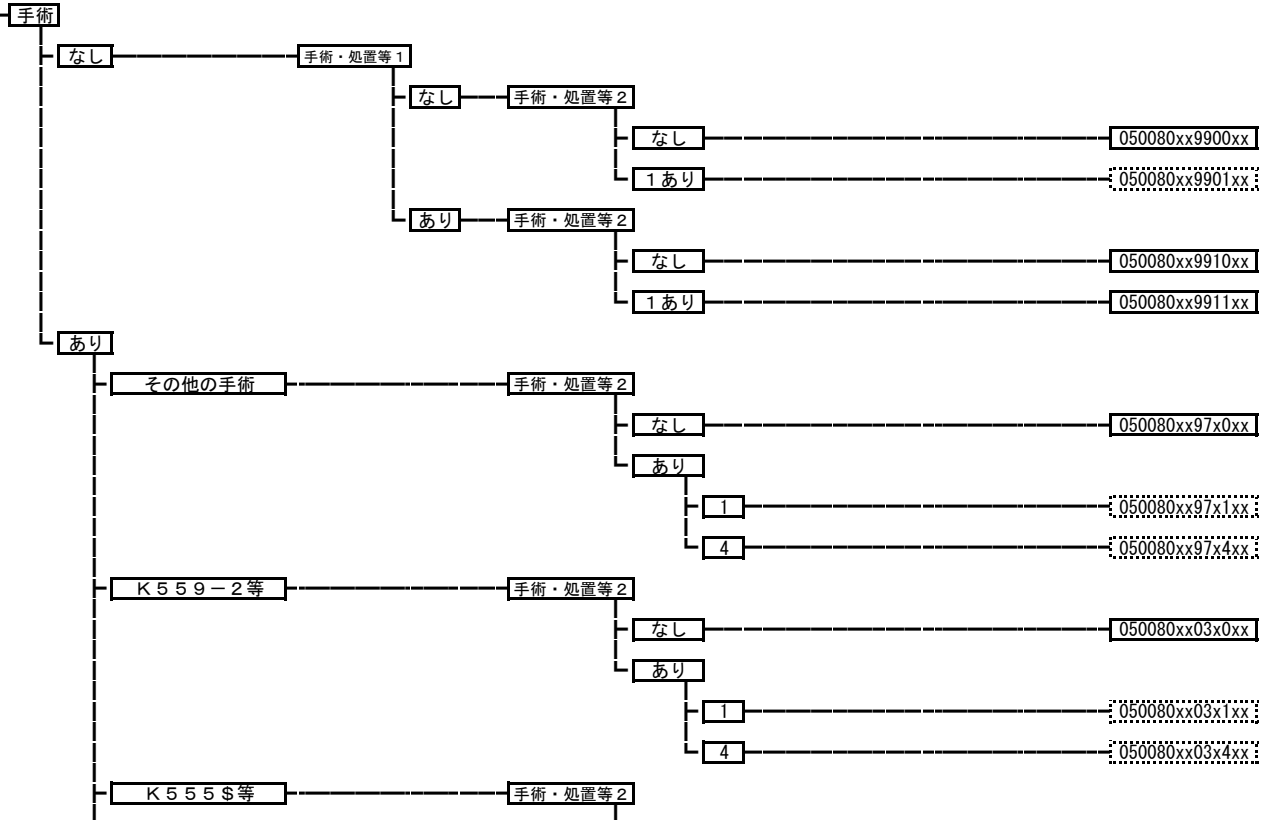 手術
なし
手術・処置等１
なし
手術・処置等２
なし
050080xx9900xx
１あり
050080xx9901xx
あり
手術・処置等２
なし
050080xx9910xx
１あり
050080xx9911xx
あり
その他の手術
手術・処置等２
なし
050080xx97x0xx
あり
1
050080xx97x1xx
4
050080xx97x4xx
Ｋ５５９－２等
手術・処置等２
なし
050080xx03x0xx
あり
1
050080xx03x1xx
4
050080xx03x4xx
Ｋ５５５＄等
手術・処置等２